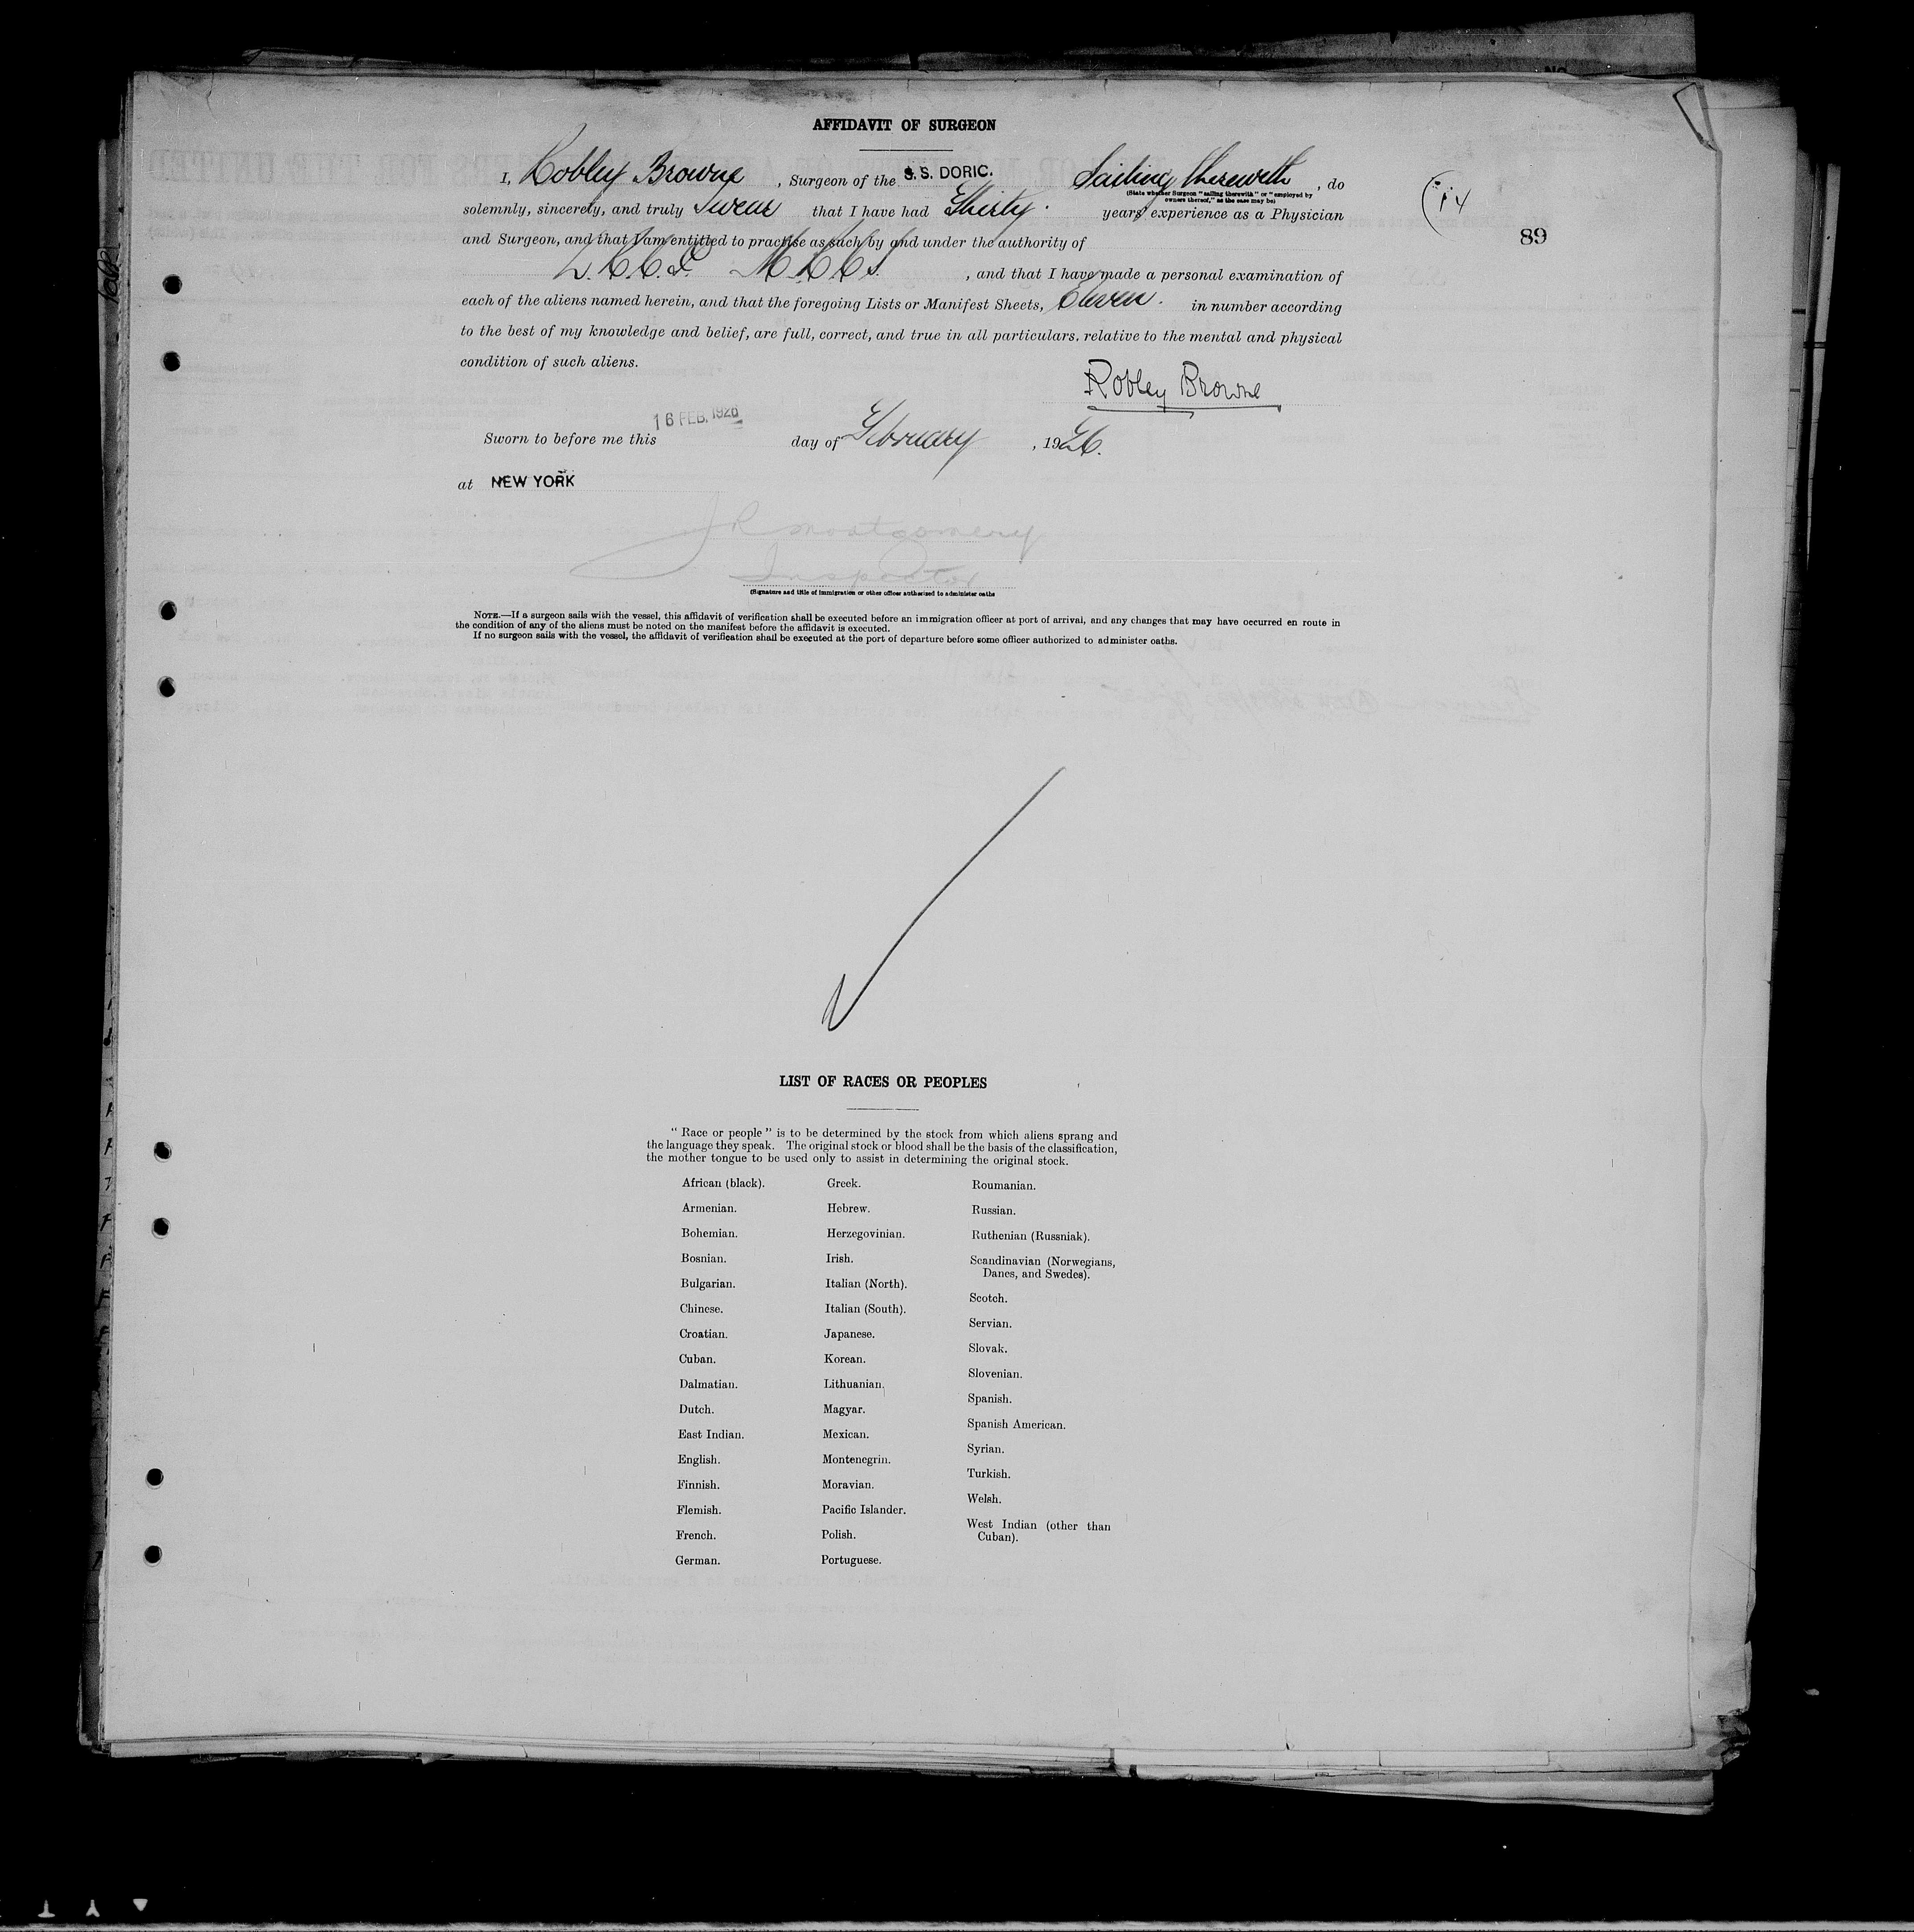 AFFIDAVIT OF SURGEON
I, Robley Browne, Surgeon of the S.S. DORIC. Sailing therewith, do
(State whether Surgeon "sailing therewith" or "employed by
owners thereof," as the case may be)
solemnly, sincerely, and truly swear that I have had Thirty. years' experience as a Physician
and Surgeon, and that I am entitled to practise as such by and under the authority of
L.R.C.P. M.R.C.S. , and that I have made a personal examination of
each of the aliens named herein, and that the foregoing Lists or Manifest Sheets, Eleven. in number according
to the best of my knowledge and belief, are full, correct, and true in all particulars. relative to the mental and physical
condition of such aliens.
Robley Browne
Sworn to before me this 16 FEB. 1926 day of February, 1926.
at NEW YORK
J R Montgomery
Inspector
(Signature and title of immigration or other officer authorized to administer oaths
NOTE.—If a surgeon sails with the vessel, this affidavit of verification shall be executed before an immigration officer at port of arrival, and any changes that may have occurred en route in
the condition of any of the aliens must be noted on the manifest before the affidavit is executed.
If no surgeon sails with the vessel, the affidavit of verification shall be executed at the port of departure before some officer authorized to administer oaths.
14
89
LIST OF RACES OR PEOPLES
"Race or people" is to be determined by the stock from which aliens sprang and
the language they speak. The original stock or blood shall be the basis of the classification,
the mother tongue to be used only to assist in determining the original stock.
African (black).
Armenian.
Bohemian.
Bosnian.
Bulgarian.
Chinese.
Croatian.
Cuban.
Dalmatian.
Dutch.
East Indian.
English.
Finnish.
Flemish.
French.
German.
Greek.
Hebrew.
Herzegovinian.
Irish.
Italian (North).
Italian (South).
Japanese.
Korean.
Lithuanian.
Magyar.
Mexican.
Montenegrin.
Moravian.
Pacific Islander.
Polish.
Portuguese.
Roumanian.
Russian.
Ruthenian (Russniak).
Scandinavian (Norwegians,
Danes, and Swedes).
Scotch.
Servian.
Slovak.
Slovenian.
Spanish.
Spanish American.
Syrian.
Turkish.
Welsh.
West Indian (other than
Cuban).